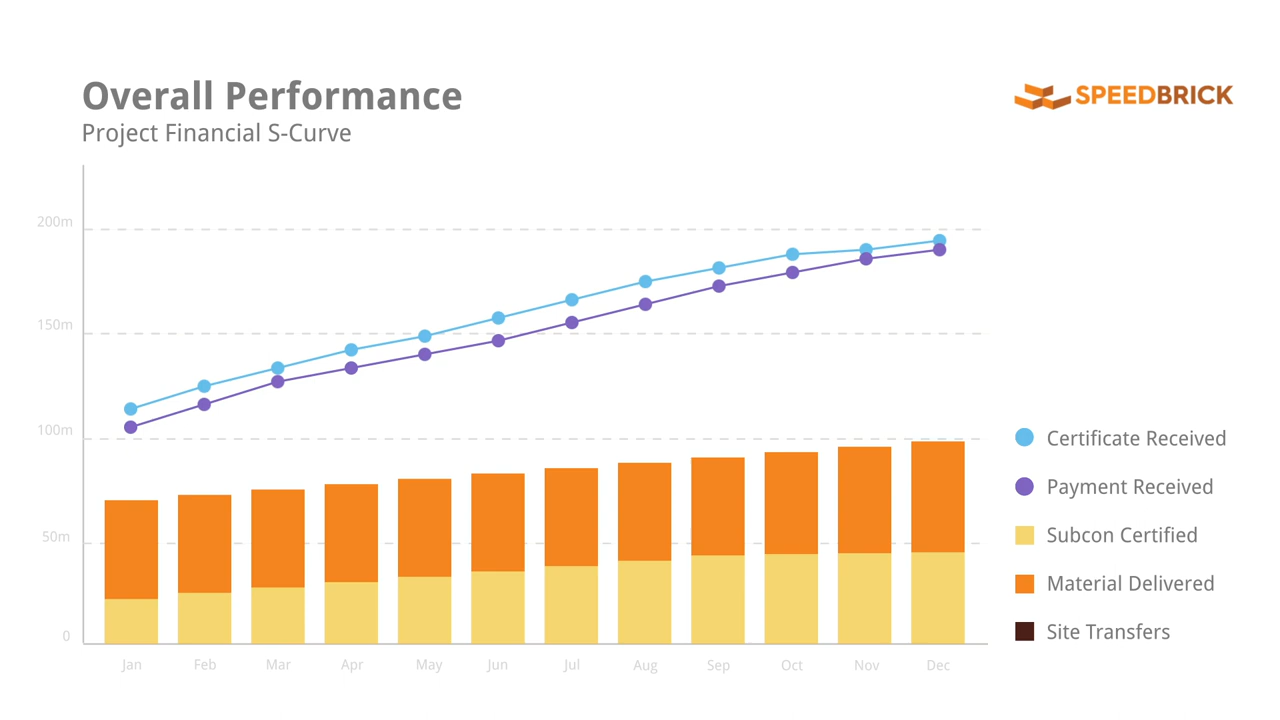 Overall Performance
Project Financial S-Curve
SPEEDBRICK
200m
150m
100m
50m
0
Jan Feb Mar Apr May Jun Jul Aug Sep Oct Nov Dec
Certificate Received
Payment Received
Subcon Certified
Material Delivered
Site Transfers